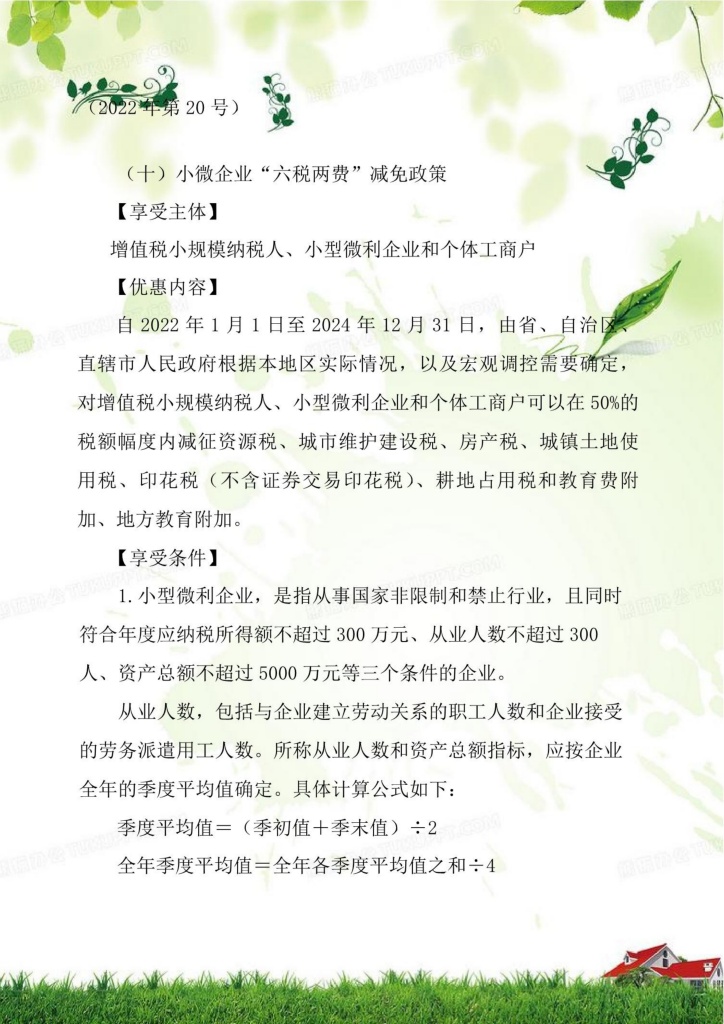 （2022 年第 20 号）
（十）小微企业“六税两费”减免政策
【享受主体】
增值税小规模纳税人、小型微利企业和个体工商户
【优惠内容】
自 2022 年 1 月 1 日至 2024 年 12 月 31 日，由省、自治区、
直辖市人民政府根据本地区实际情况，以及宏观调控需要确定，
对增值税小规模纳税人、小型微利企业和个体工商户可以在 50%的
税额幅度内减征资源税、城市维护建设税、房产税、城镇土地使
用税、印花税（不含证券交易印花税）、耕地占用税和教育费附
加、地方教育附加。
【享受条件】
1.小型微利企业，是指从事国家非限制和禁止行业，且同时
符合年度应纳税所得额不超过 300 万元、从业人数不超过 300
人、资产总额不超过 5000 万元等三个条件的企业。
从业人数，包括与企业建立劳动关系的职工人数和企业接受
的劳务派遣用工人数。所称从业人数和资产总额指标，应按企业
全年的季度平均值确定。具体计算公式如下：
季度平均值＝（季初值＋季末值）÷2
全年季度平均值＝全年各季度平均值之和÷4